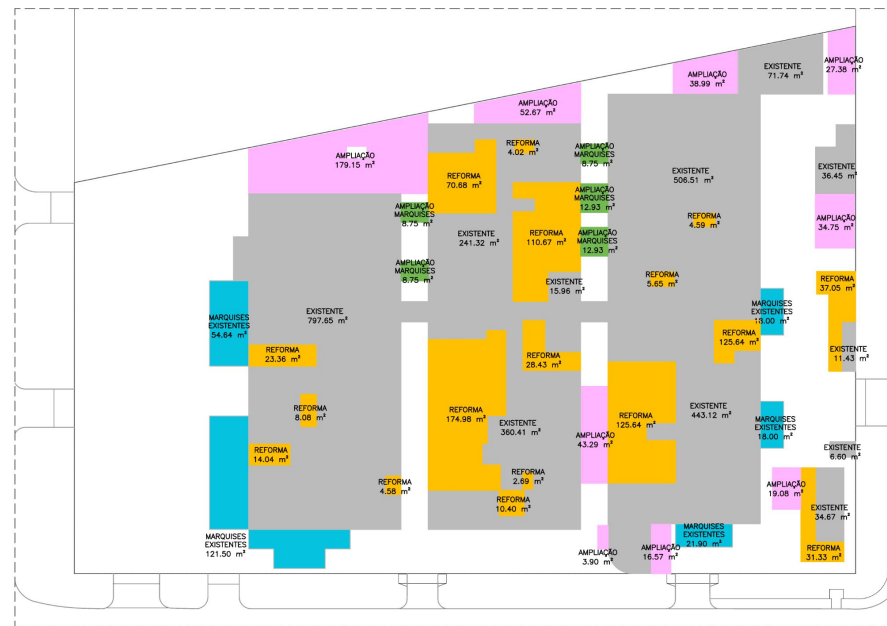 AMPLIAÇÃO
27.38 m²
EXISTENTE
71.74 m²
AMPLIAÇÃO
38.99 m²
AMPLIAÇÃO
52.67 m²
AMPLIAÇÃO
179.15 m²
REFORMA
4.02 m²
AMPLIAÇÃO
MARQUISES
8.75 m²
REFORMA
70.68 m²
EXISTENTE
506.51 m²
EXISTENTE
36.45 m²
AMPLIAÇÃO
MARQUISES
12.93 m²
AMPLIAÇÃO
MARQUISES
8.75 m²
REFORMA
4.59 m²
AMPLIAÇÃO
34.75 m²
EXISTENTE
241.32 m²
REFORMA
110.67 m²
AMPLIAÇÃO
MARQUISES
12.93 m²
AMPLIAÇÃO
MARQUISES
8.75 m²
EXISTENTE
15.96 m²
REFORMA
5.65 m²
REFORMA
37.05 m²
MARQUISES
EXISTENTES
54.64 m²
EXISTENTE
797.65 m²
MARQUISES
EXISTENTES
18.00 m²
REFORMA
125.64 m²
REFORMA
23.36 m²
REFORMA
28.43 m²
EXISTENTE
11.43 m²
REFORMA
8.08 m²
REFORMA
174.98 m²
EXISTENTE
360.41 m²
AMPLIAÇÃO
43.29 m²
REFORMA
125.64 m²
EXISTENTE
443.12 m²
MARQUISES
EXISTENTES
18.00 m²
EXISTENTE
6.60 m²
REFORMA
14.04 m²
REFORMA
4.58 m²
REFORMA
2.69 m²
REFORMA
10.40 m²
AMPLIAÇÃO
19.08 m²
EXISTENTE
34.67 m²
MARQUISES
EXISTENTES
121.50 m²
AMPLIAÇÃO
3.90 m²
AMPLIAÇÃO
16.57 m²
MARQUISES
EXISTENTES
21.90 m²
REFORMA
31.33 m²